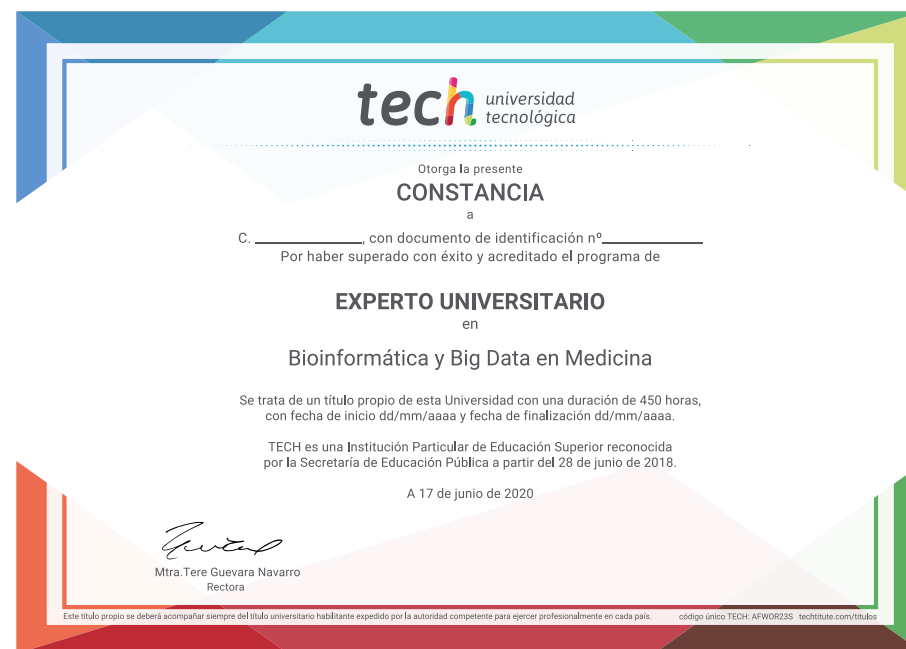 tech universidad
tecnológica
Otorga la presente
CONSTANCIA
a
C. ____________, con documento de identificación nº____________
Por haber superado con éxito y acreditado el programa de
EXPERTO UNIVERSITARIO
en
Bioinformática y Big Data en Medicina
Se trata de un título propio de esta Universidad con una duración de 450 horas,
con fecha de inicio dd/mm/aaaa y fecha de finalización dd/mm/aaaa.
TECH es una Institución Particular de Educación Superior reconocida
por la Secretaría de Educación Pública a partir del 28 de junio de 2018.
A 17 de junio de 2020
Mtra.Tere Guevara Navarro
Rectora
Este título propio se deberá acompañar siempre del título universitario habilitante expedido por la autoridad competente para ejercer profesionalmente en cada país. código único TECH: AFWOR23S techtitute.com/titulos